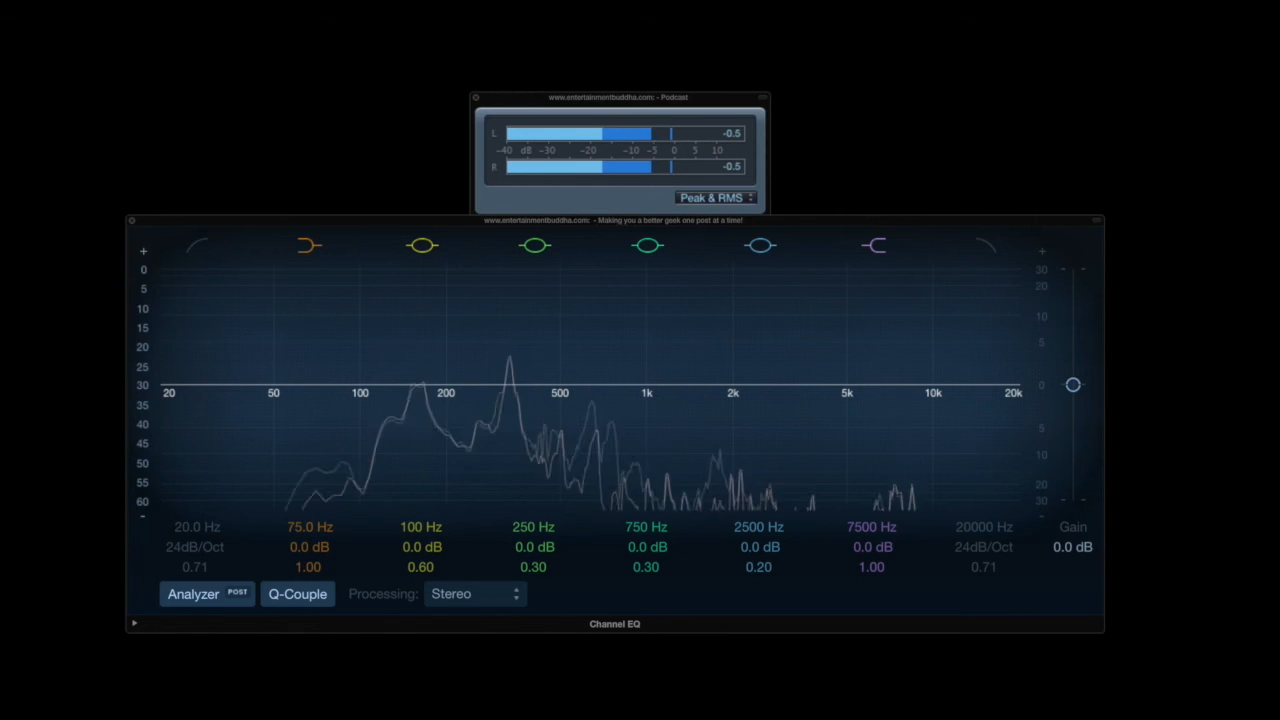 www.entertainmentbuddha.com: - Podcast
L -0.5
-40 dB -30 -20 -10 -5 0 5 10
R -0.5
Peak & RMS
www.entertainmentbuddha.com: - Making you a better geek one post at a time!
+ +
0 30
5 20
10 10
15
20 5
25
30 20 50 100 200 500 1k 2k 5k 10k 20k 0
35
40 5
45
50 10
55 20
60 30
- -
20.0 Hz 75.0 Hz 100 Hz 250 Hz 750 Hz 2500 Hz 7500 Hz 20000 Hz Gain
24dB/Oct 0.0 dB 0.0 dB 0.0 dB 0.0 dB 0.0 dB 0.0 dB 24dB/Oct 0.0 dB
0.71 1.00 0.60 0.30 0.30 0.20 1.00 0.71
Analyzer POST Q-Couple Processing: Stereo
Channel EQ